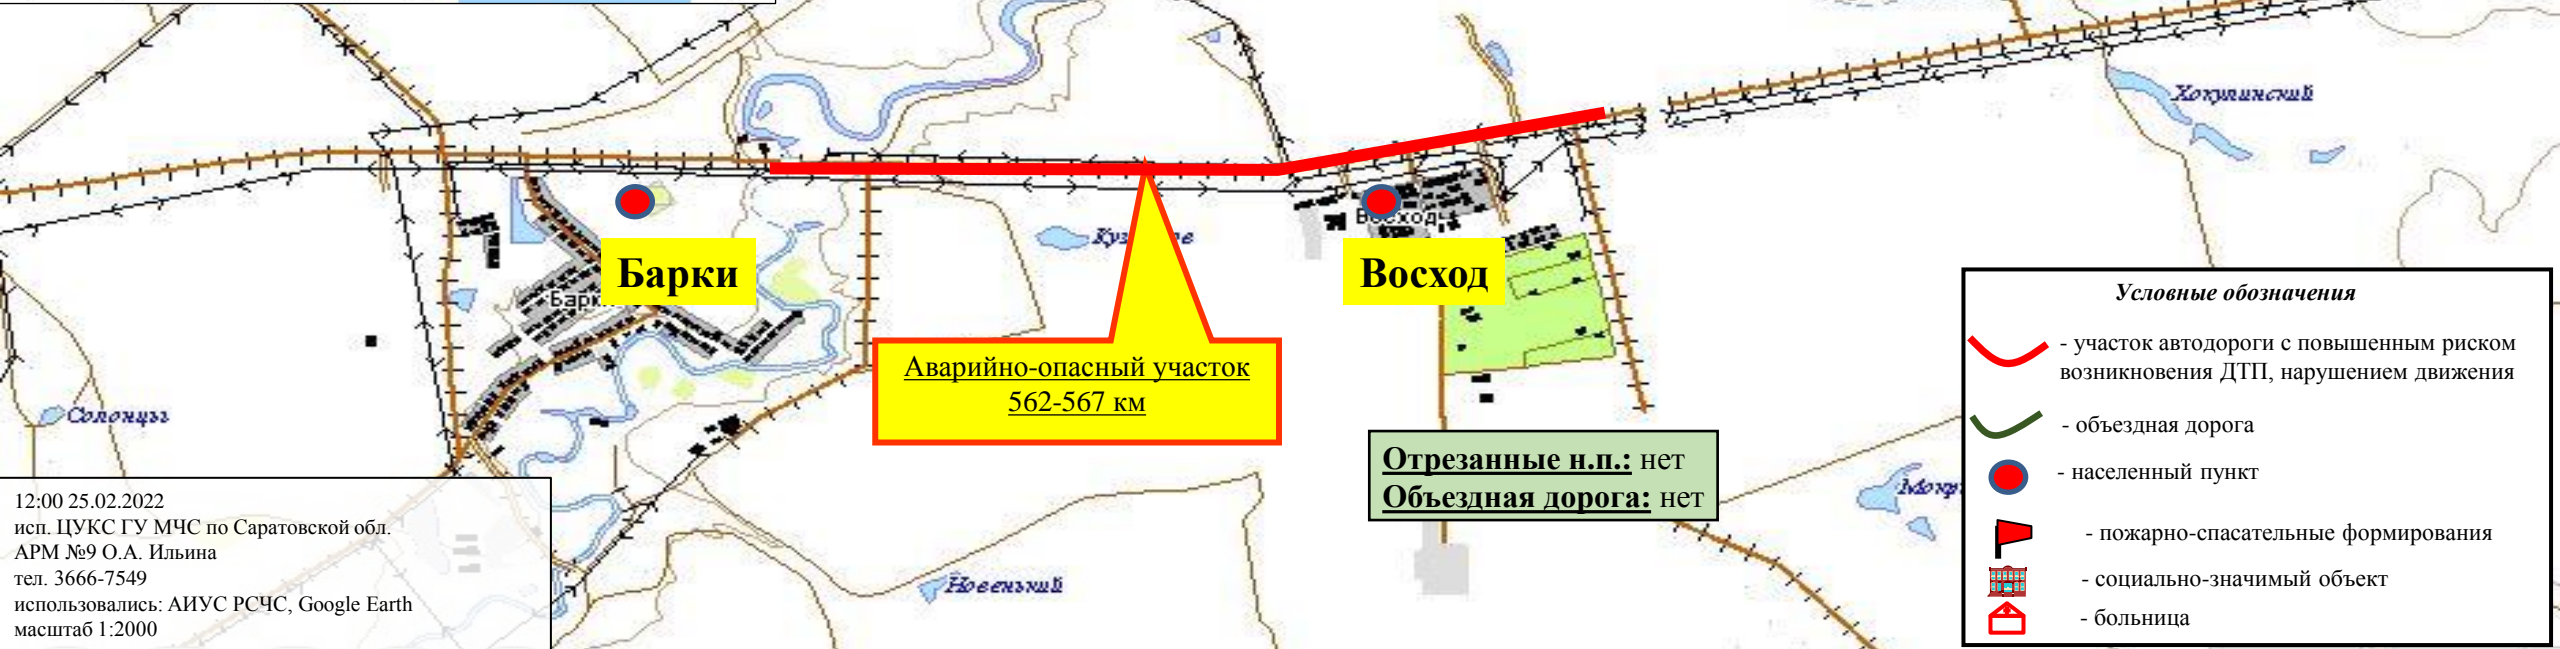 Хокулинский
Восход
Барки
Восход
Условные обозначения
- участок автодороги с повышенным риском
возникновения ДТП, нарушением движения
- объездная дорога
- населенный пункт
- пожарно-спасательные формирования
- социально-значимый объект
- больница
Аварийно-опасный участок
562-567 км
Солонцы
Отрезанные н.п.: нет
Объездная дорога: нет
12:00 25.02.2022
исп. ЦУКС ГУ МЧС по Саратовской обл.
АРМ №9 О.А. Ильина
тел. 3666-7549
использовались: АИУС РСЧС, Google Earth
масштаб 1:2000
Новенький